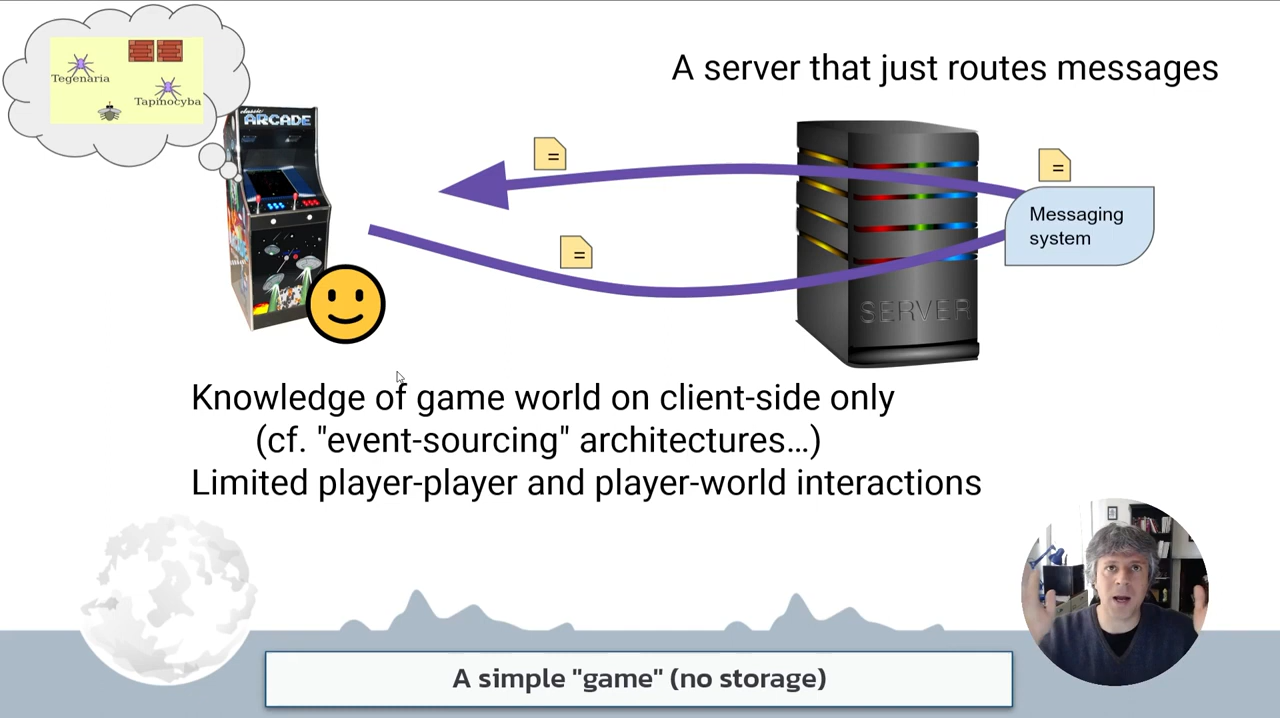 A server that just routes messages
Tegenaria
Tapinocyba
classic
ARCADE
=
=
=
Messaging
system
SERVER
Knowledge of game world on client-side only
(cf. "event-sourcing" architectures...)
Limited player-player and player-world interactions
A simple "game" (no storage)